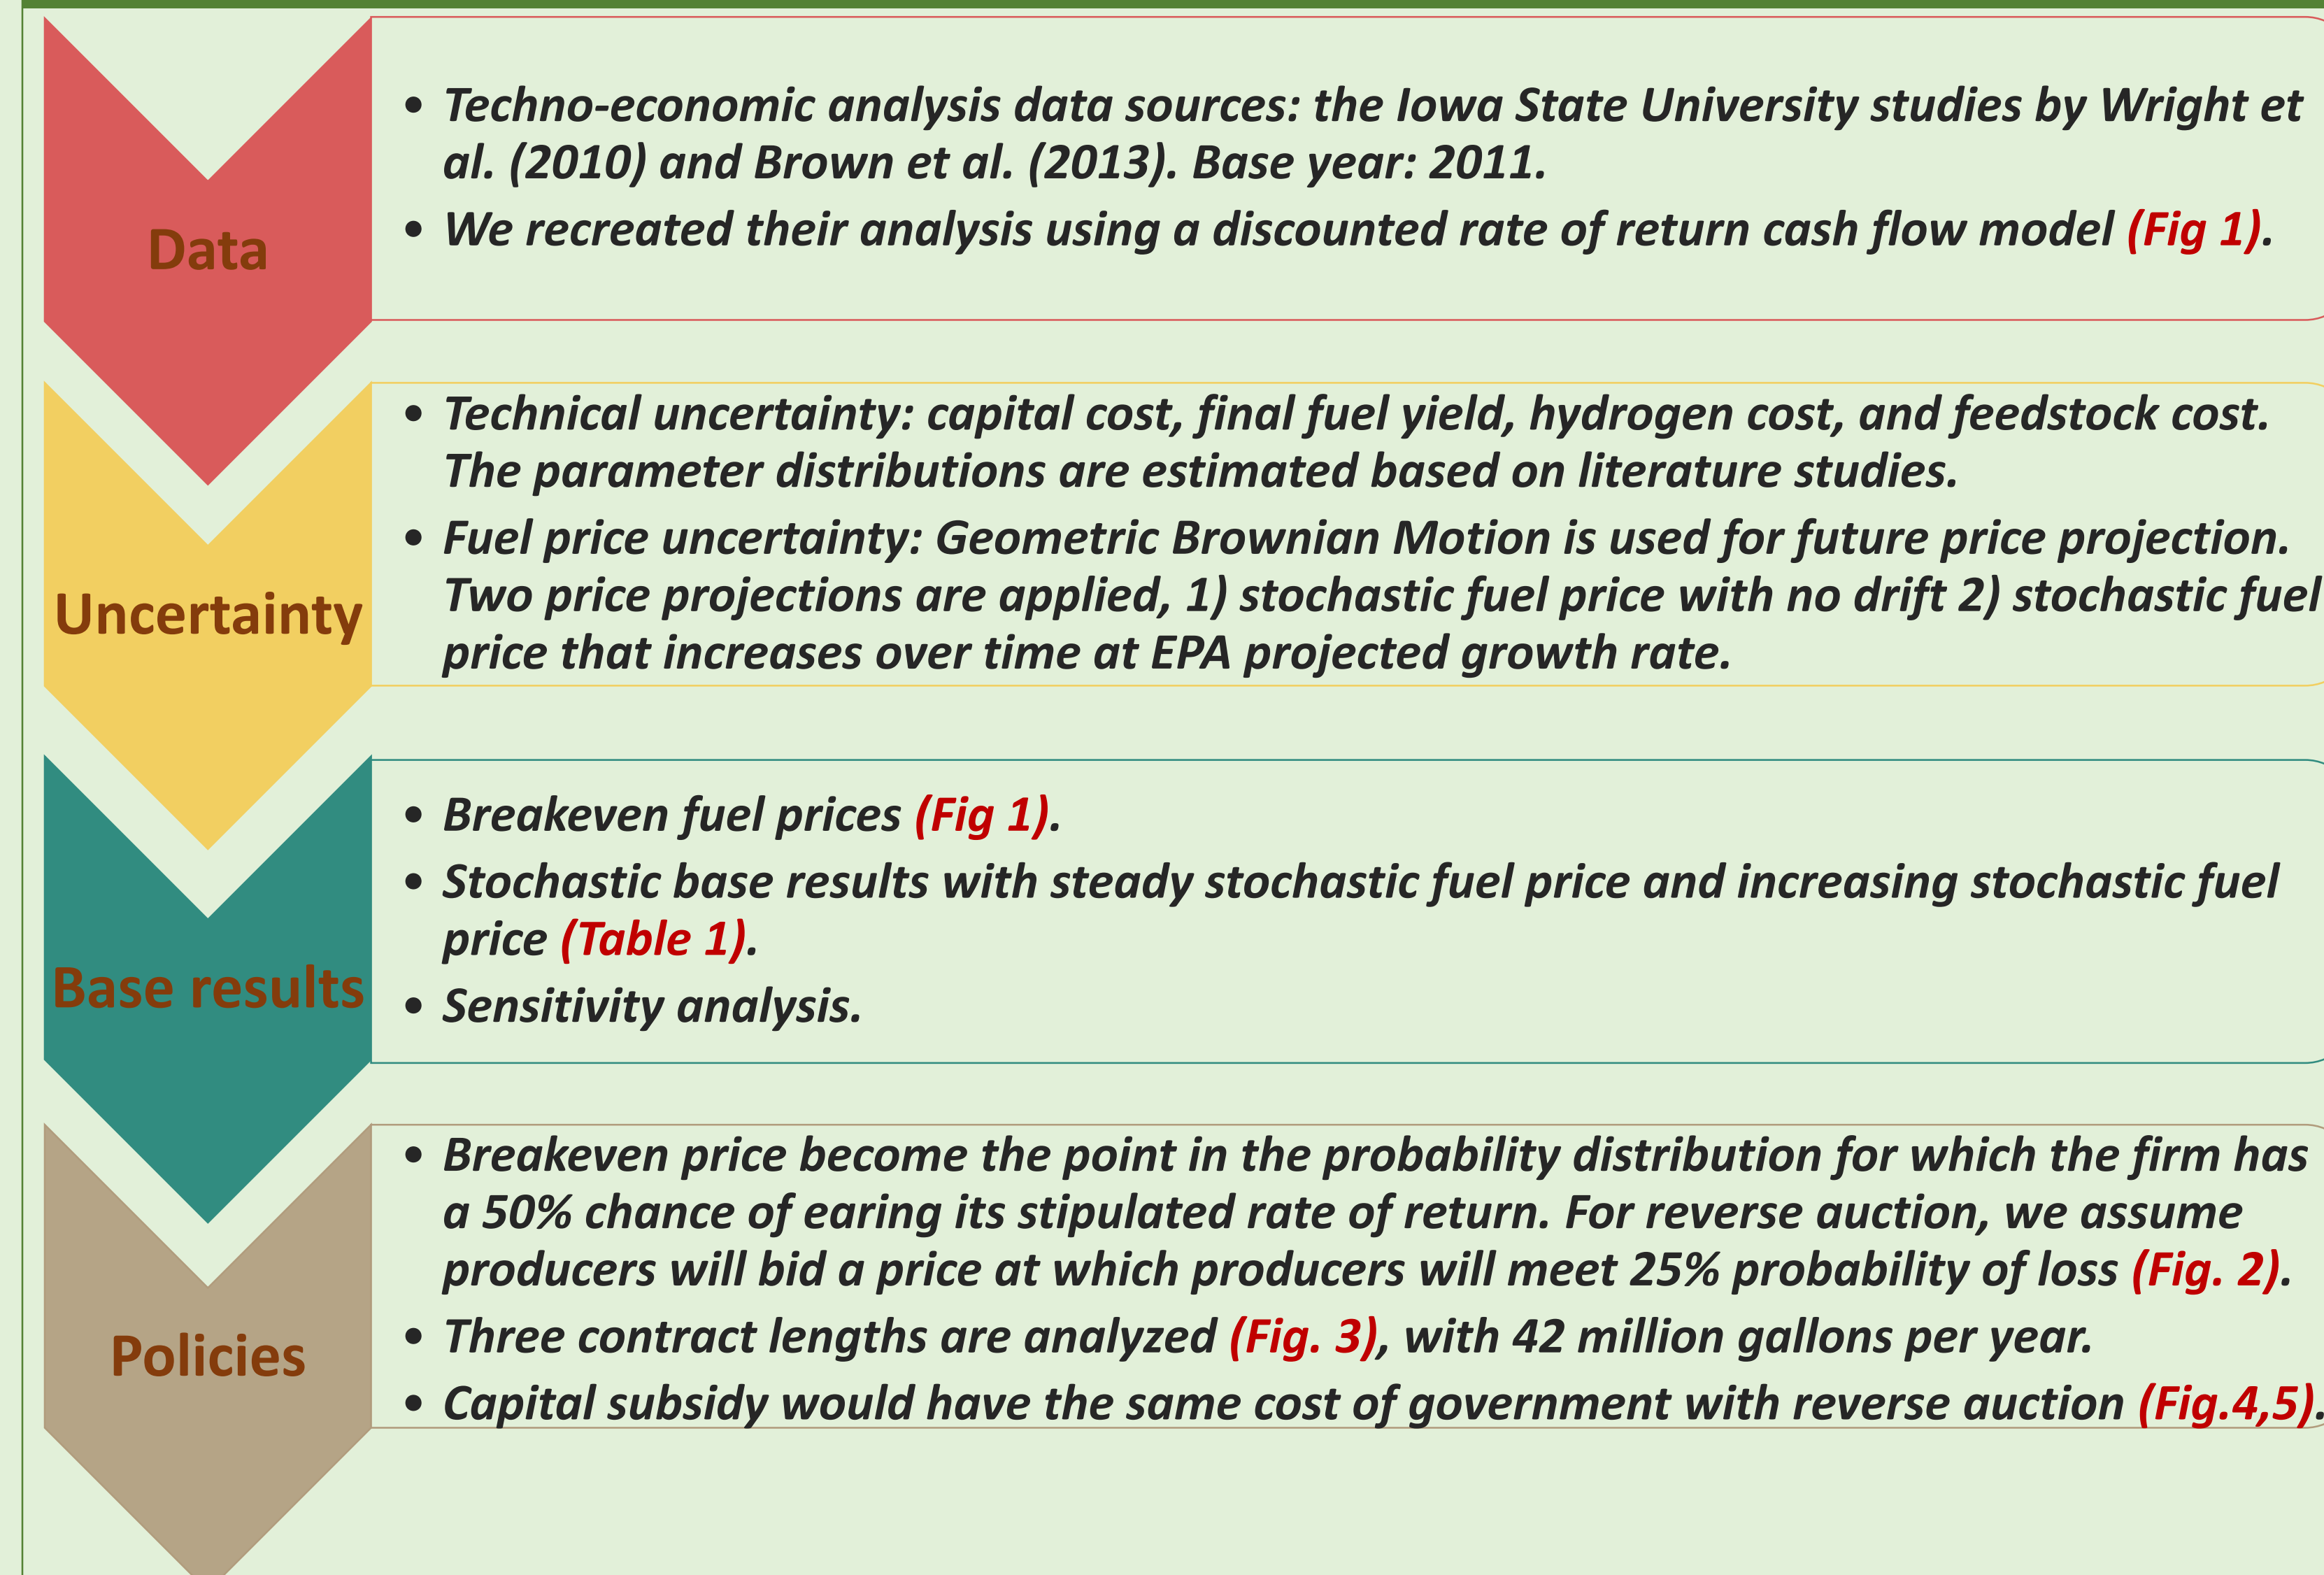 Data
• Techno-economic analysis data sources: the Iowa State University studies by Wright et
al. (2010) and Brown et al. (2013). Base year: 2011.
• We recreated their analysis using a discounted rate of return cash flow model (Fig 1).
Uncertainty
• Technical uncertainty: capital cost, final fuel yield, hydrogen cost, and feedstock cost.
The parameter distributions are estimated based on literature studies.
• Fuel price uncertainty: Geometric Brownian Motion is used for future price projection.
Two price projections are applied, 1) stochastic fuel price with no drift 2) stochastic fuel
price that increases over time at EPA projected growth rate.
Base results
• Breakeven fuel prices (Fig 1).
• Stochastic base results with steady stochastic fuel price and increasing stochastic fuel
price (Table 1).
• Sensitivity analysis.
Policies
• Breakeven price become the point in the probability distribution for which the firm has
a 50% chance of earing its stipulated rate of return. For reverse auction, we assume
producers will bid a price at which producers will meet 25% probability of loss (Fig. 2).
• Three contract lengths are analyzed (Fig. 3), with 42 million gallons per year.
• Capital subsidy would have the same cost of government with reverse auction (Fig.4,5).